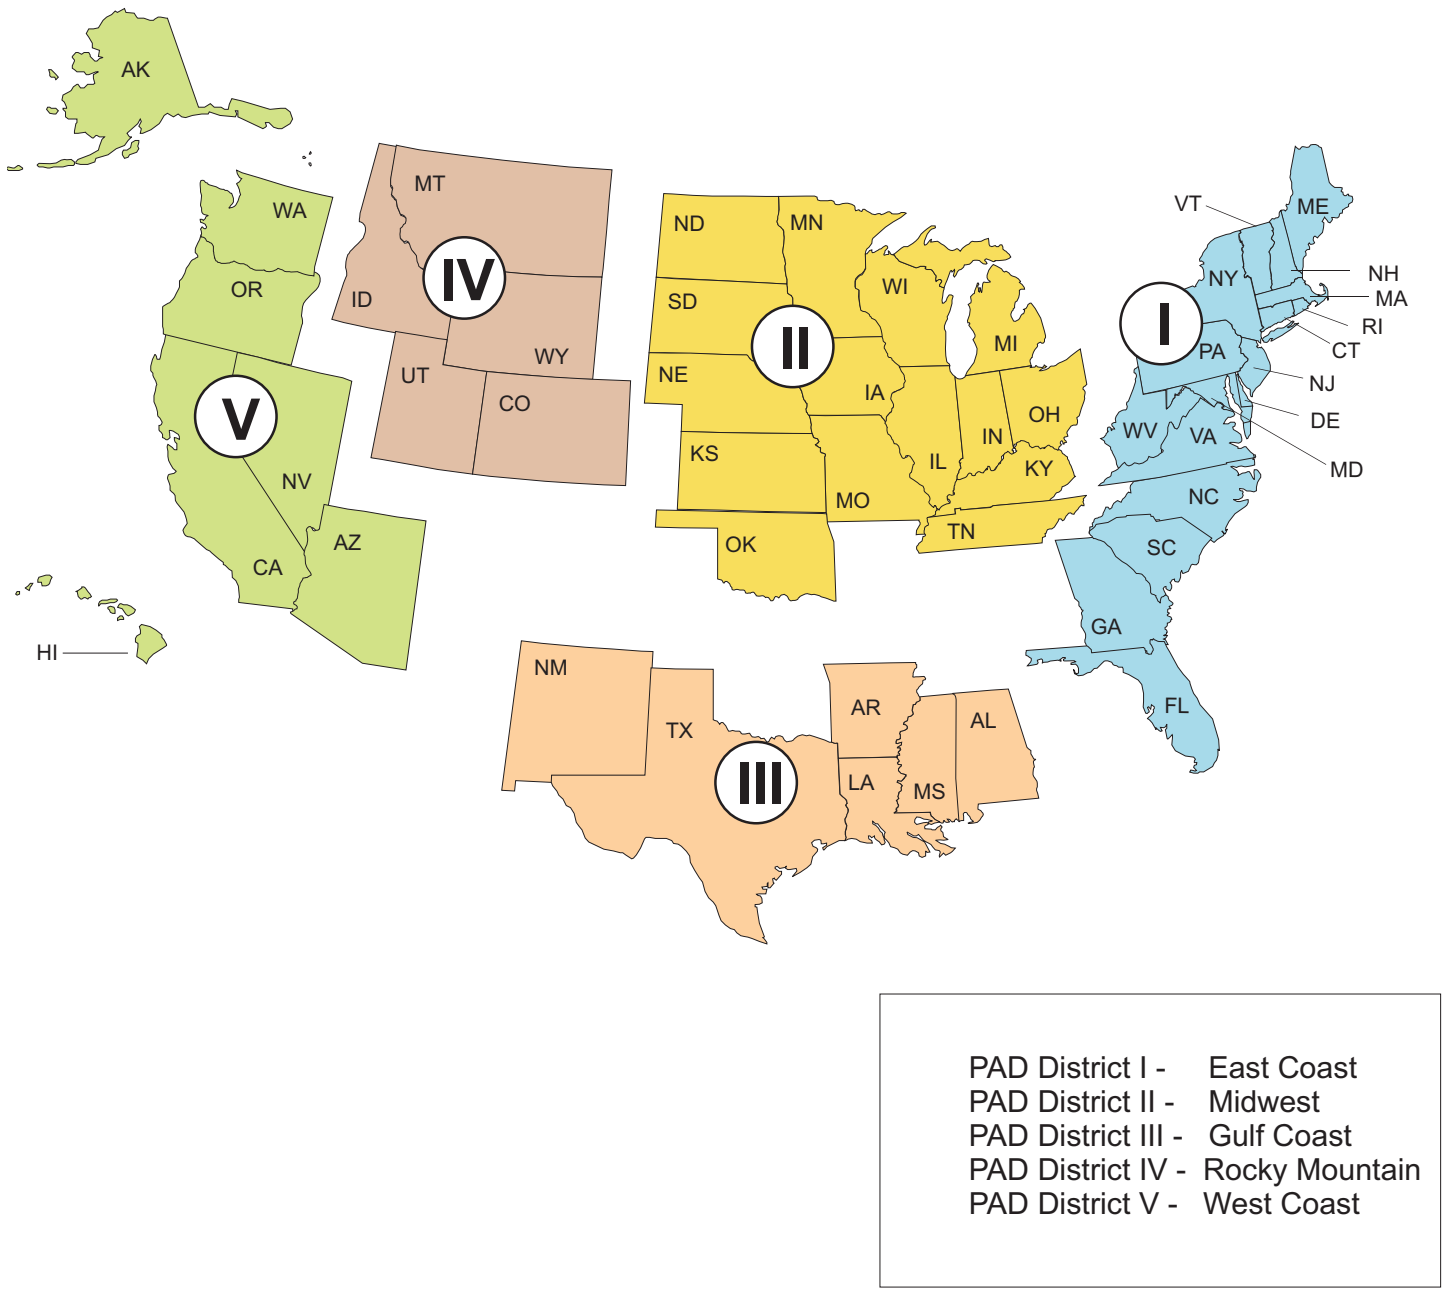 AK
WA
OR
V
NV
CA
AZ
HI
MT
IV
ID
WY
UT
CO
ND
MN
WI
SD
II
MI
NE
IA
OH
IN
IL
KY
KS
MO
TN
OK
VT
ME
NY
NH
MA
I
RI
CT
PA
NJ
DE
WV
VA
MD
NC
SC
GA
FL
NM
TX
AR
AL
III
LA
MS
PAD District I - East Coast
PAD District II - Midwest
PAD District III - Gulf Coast
PAD District IV - Rocky Mountain
PAD District V - West Coast